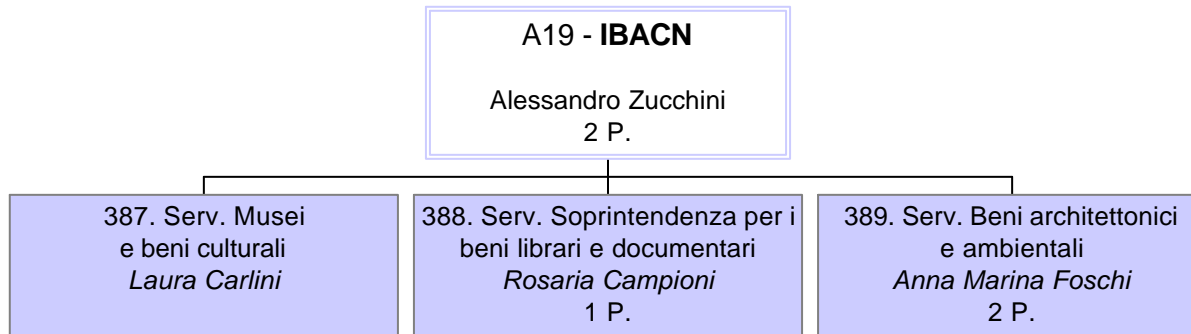 A19 - IBACN
Alessandro Zucchini
2 P.
387. Serv. Musei
e beni culturali
Laura Carlini
388. Serv. Soprintendenza per i
beni librari e documentari
Rosaria Campioni
1 P.
389. Serv. Beni architettonici
e ambientali
Anna Marina Foschi
2 P.